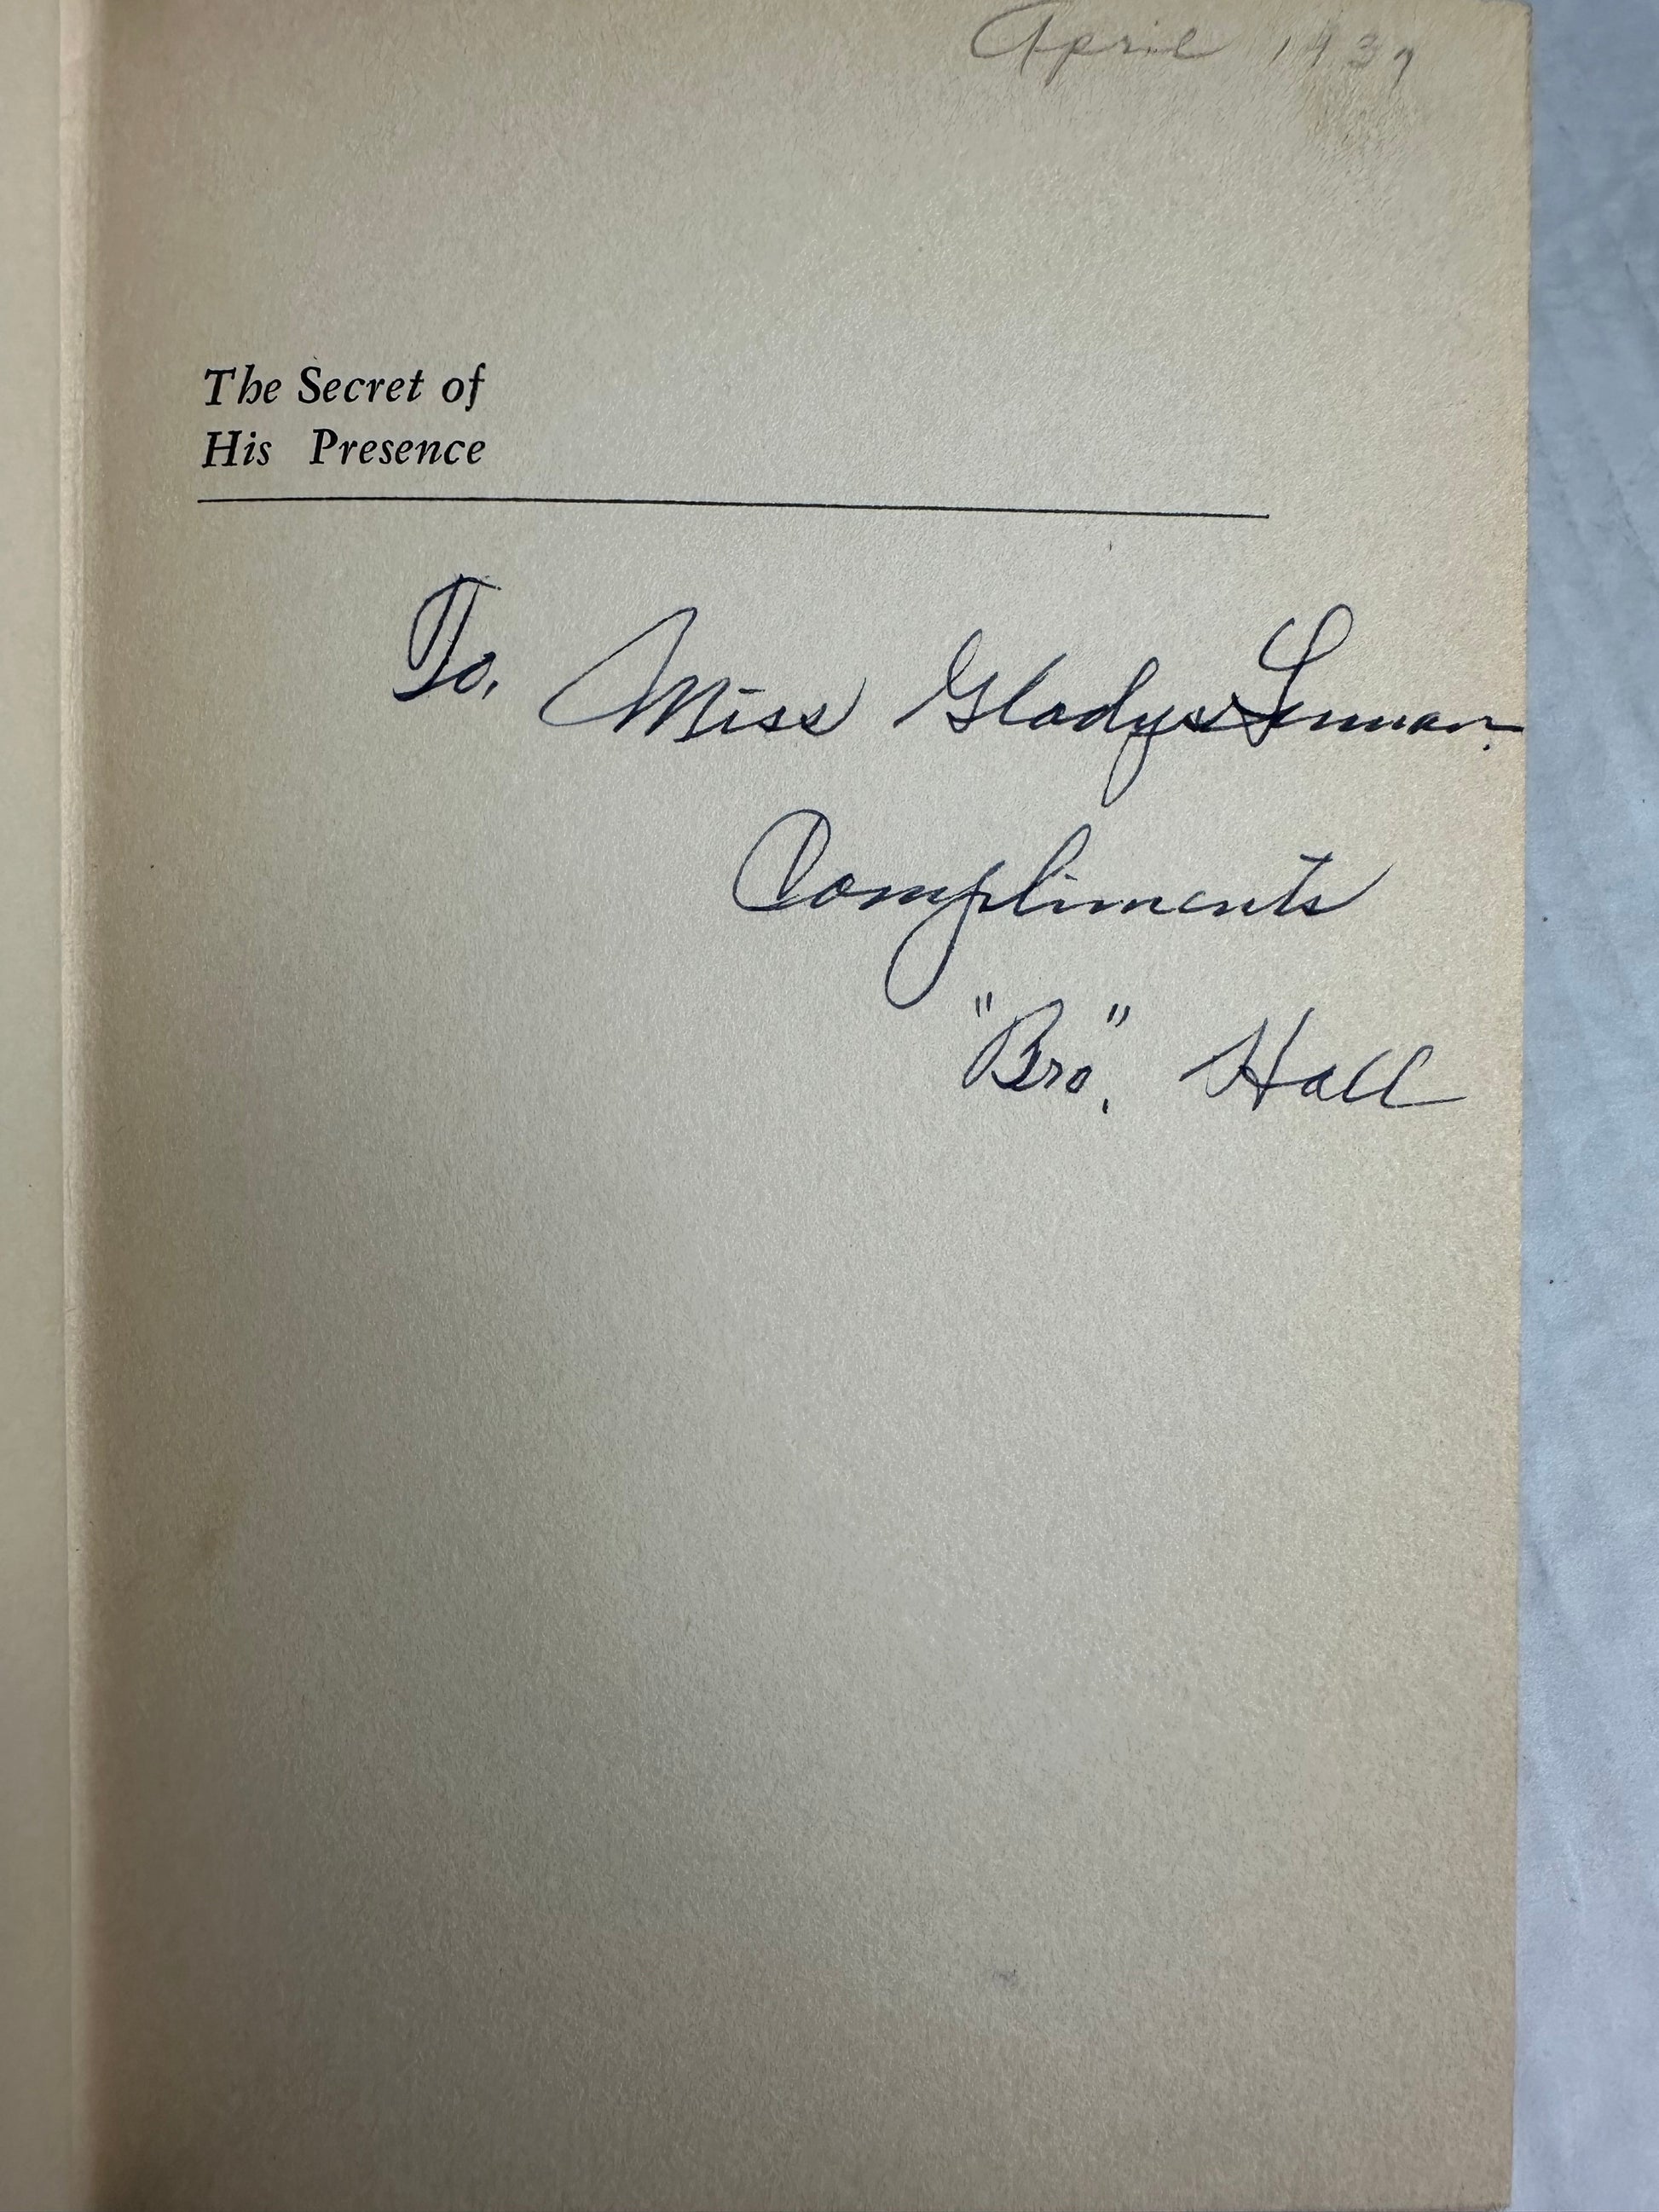 April 1937
The Secret of
His Presence
To, Miss Gladys
Compliments
"Bro." Hall